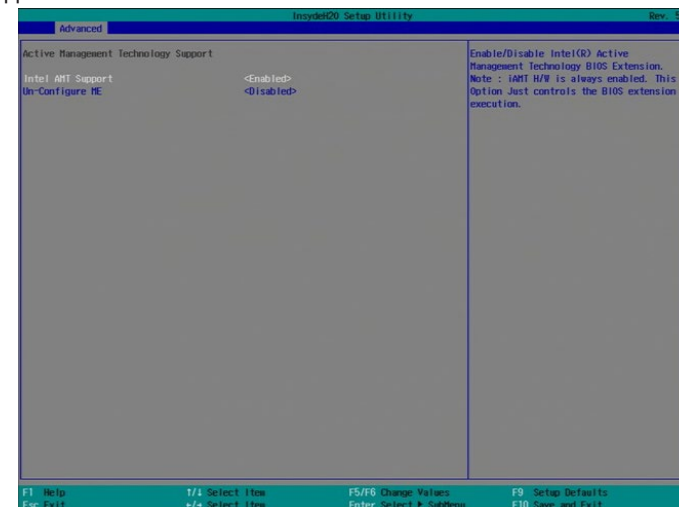 InsydeH20 Setup Utility Rev. 5
Advanced
Active Management Technology Support
Intel AMT Support <Enabled>
Un-Configure ME <Disabled>
Enable/Disable Intel(R) Active
Management Technology BIOS Extension.
Note : iAMT H/W is always enabled. This
Option Just controls the BIOS extension
execution.
F1 Help ↑/↓ Select Item F5/F6 Change Values F9 Setup Defaults
Esc Exit ←/→ Select Item Enter Select ▶ SubMenu F10 Save and Exit